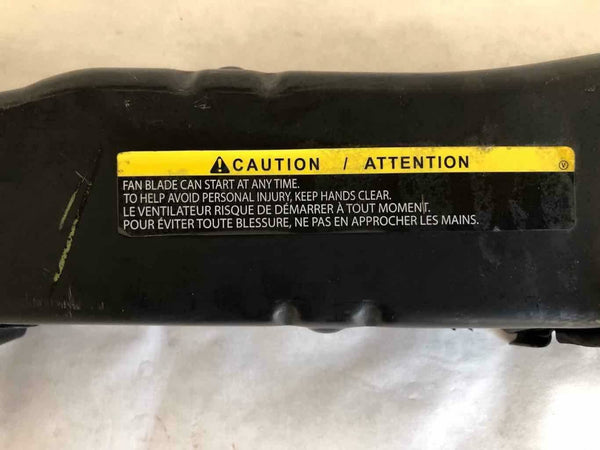 CAUTION / ATTENTION
FAN BLADE CAN START AT ANY TIME.
TO HELP AVOID PERSONAL INJURY, KEEP HANDS CLEAR.
LE VENTILATEUR RISQUE DE DÉMARRER À TOUT MOMENT.
POUR ÉVITER TOUTE BLESSURE, NE PAS EN APPROCHER LES MAINS.